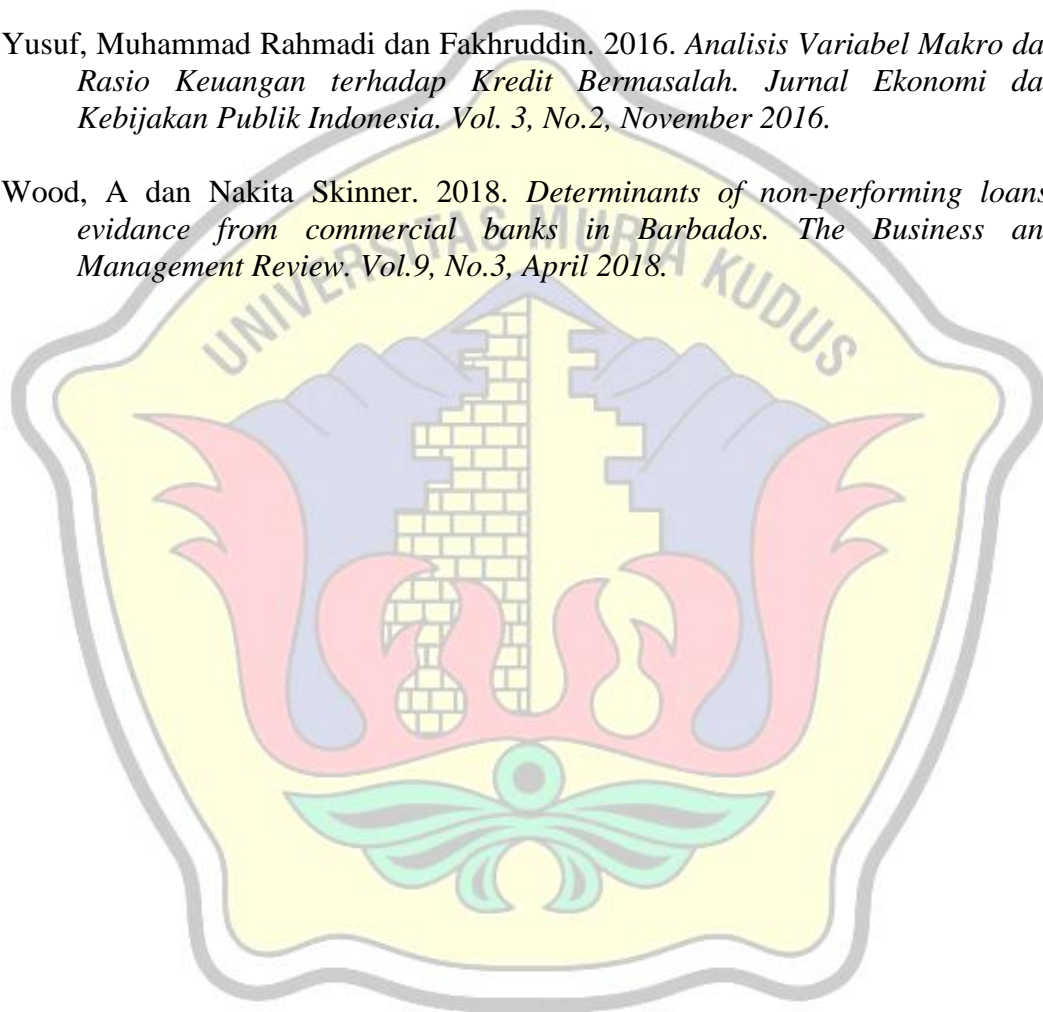 Yusuf, Muhammad Rahmadi dan Fakhruddin. 2016. Analisis Variabel Makro da
Rasio Keuangan terhadap Kredit Bermasalah. Jurnal Ekonomi da
Kebijakan Publik Indonesia. Vol. 3, No.2, November 2016.
Wood, A dan Nakita Skinner. 2018. Determinants of non-performing loans
evidance from commercial banks in Barbados. The Business an
Management Review. Vol.9, No.3, April 2018.
UNIVERSITAS MURIA KUDUS